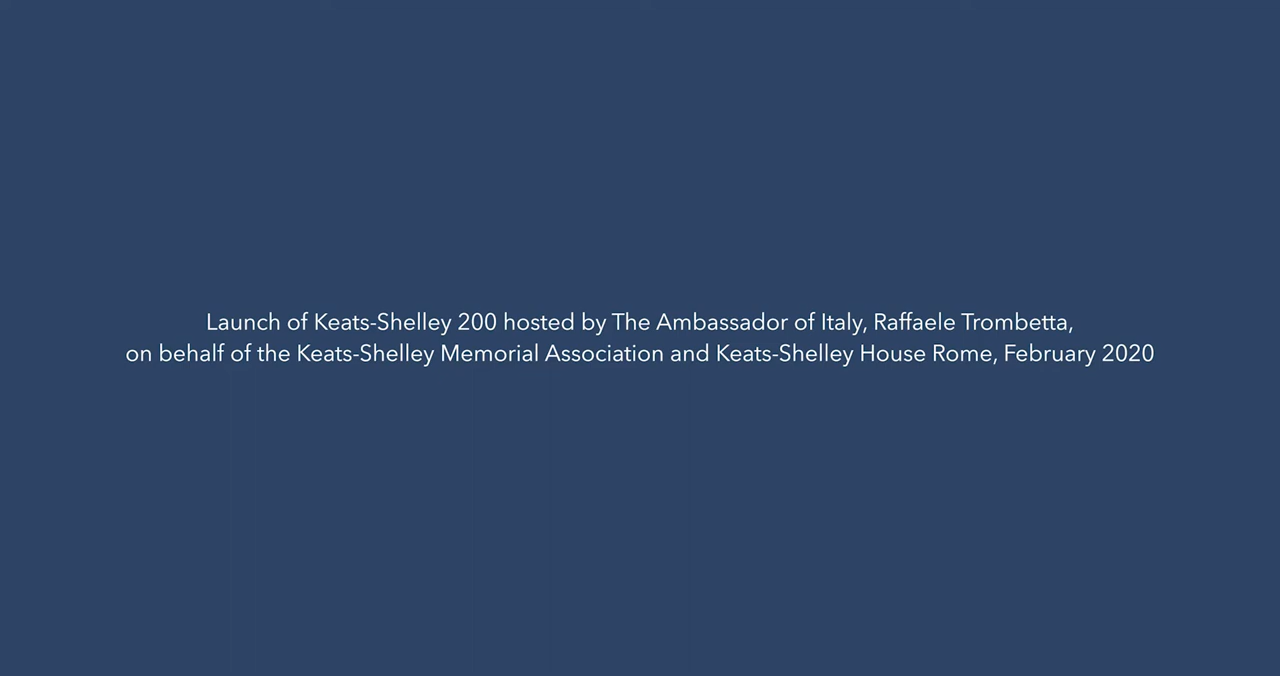 Launch of Keats-Shelley 200 hosted by The Ambassador of Italy, Raffaele Trombetta,
on behalf of the Keats-Shelley Memorial Association and Keats-Shelley House Rome, February 2020